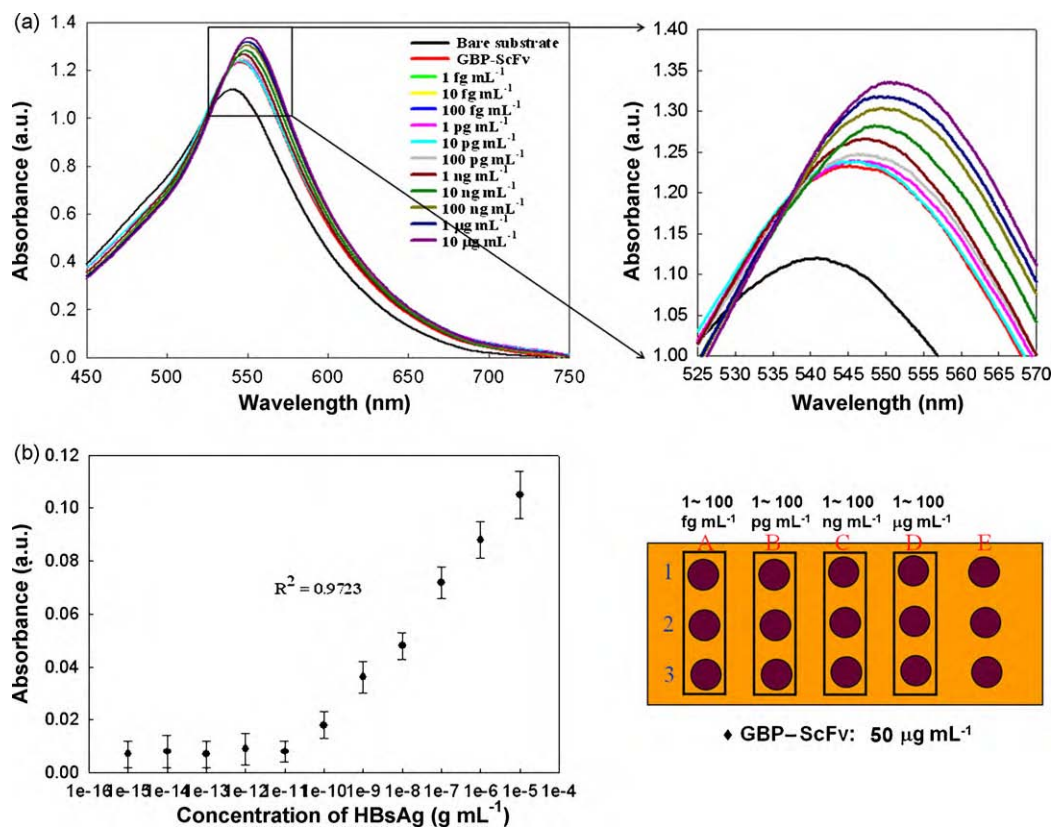 (a)
1.4
1.2
1.0
0.8
0.6
0.4
0.2
0.0
Absorbance (a.u.)
450 500 550 600 650 700 750
Wavelength (nm)
Bare substrate
GBP-ScFv
1 fg mL-1
10 fg mL-1
100 fg mL-1
1 pg mL-1
10 pg mL-1
100 pg mL-1
1 ng mL-1
10 ng mL-1
100 ng mL-1
1 µg mL-1
10 µg mL-1
1.40
1.35
1.30
1.25
1.20
1.15
1.10
1.05
1.00
Absorbance (a.u.)
525 530 535 540 545 550 555 560 565 570
Wavelength (nm)
(b)
0.12
0.10
0.08
0.06
0.04
0.02
0.00
Absorbance (a.u.)
R2 = 0.9723
1e-16 1e-15 1e-14 1e-13 1e-12 1e-11 1e-10 1e-9 1e-8 1e-7 1e-6 1e-5 1e-4
Concentration of HBsAg (g mL-1)
1~ 100 1~ 100 1~ 100 1~ 100
fg mL-1 pg mL-1 ng mL-1 µg mL-1
A B C D E
1
2
3
♦ GBP–ScFv: 50 µg mL-1